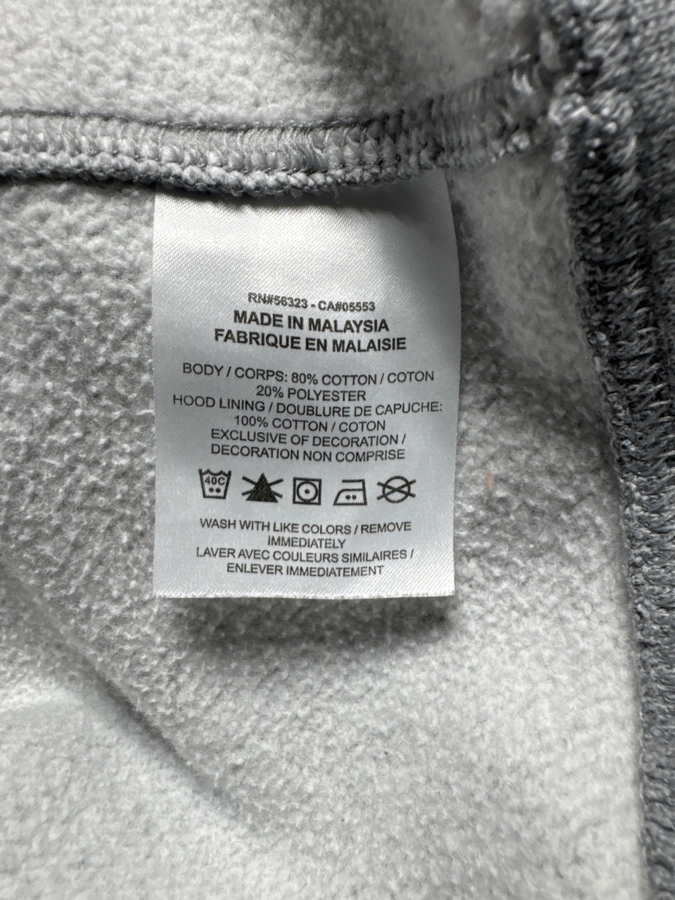 RN#56323 - CA#05553
MADE IN MALAYSIA
FABRIQUE EN MALAISIE
BODY / CORPS: 80% COTTON / COTON
20% POLYESTER
HOOD LINING / DOUBLURE DE CAPUCHE:
100% COTTON / COTON
EXCLUSIVE OF DECORATION /
DECORATION NON COMPRISE
40C
WASH WITH LIKE COLORS / REMOVE
IMMEDIATELY
LAVER AVEC COULEURS SIMILAIRES /
ENLEVER IMMEDIATEMENT